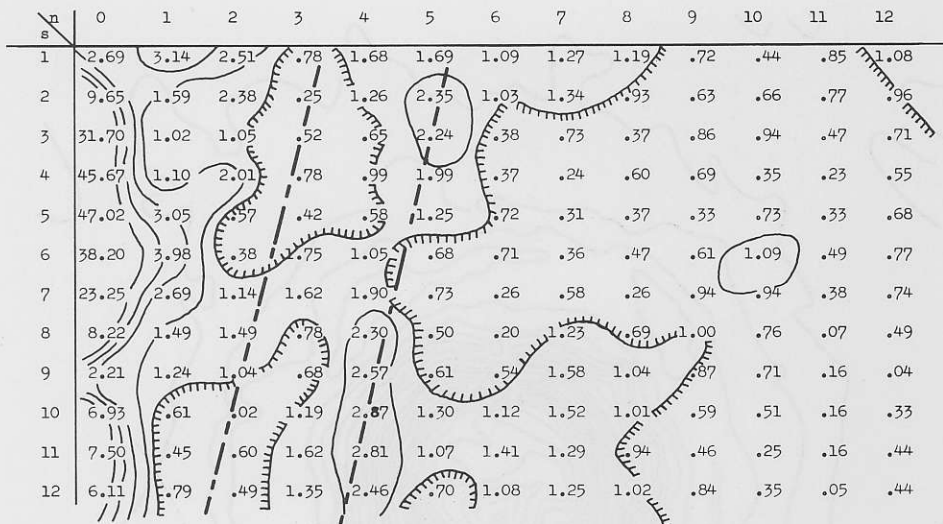 n 0 1 2 3 4 5 6 7 8 9 10 11 12
s
1 2.69 3.14 2.51 .78 1.68 1.69 1.09 1.27 1.19 .72 .44 .85 1.08
2 9.65 1.59 2.38 .25 1.26 2.35 1.03 1.34 .93 .63 .66 .77 .96
3 31.70 1.02 1.05 .52 .65 2.24 .38 .73 .37 .86 .94 .47 .71
4 45.67 1.10 2.01 .78 .99 1.99 .37 .24 .60 .69 .35 .23 .55
5 47.02 3.05 .57 .42 .58 1.25 .72 .31 .37 .33 .73 .33 .68
6 38.20 3.98 .38 1.75 1.05 .68 .71 .36 .47 .61 1.09 .49 .77
7 23.25 2.69 1.14 1.62 1.90 .73 .26 .58 .26 .94 .94 .38 .74
8 8.22 1.49 1.49 .78 2.30 .50 .20 1.23 .69 1.00 .76 .07 .49
9 2.21 1.24 1.04 .68 2.57 .61 .54 1.58 1.04 .87 .71 .16 .04
10 6.93 .61 .02 1.19 2.87 1.30 1.12 1.52 1.01 .59 .51 .16 .33
11 7.50 .45 .60 1.62 2.81 1.07 1.41 1.29 .94 .46 .25 .16 .44
12 6.11 .79 .49 1.35 2.46 .70 1.08 1.25 1.02 .84 .35 .05 .44